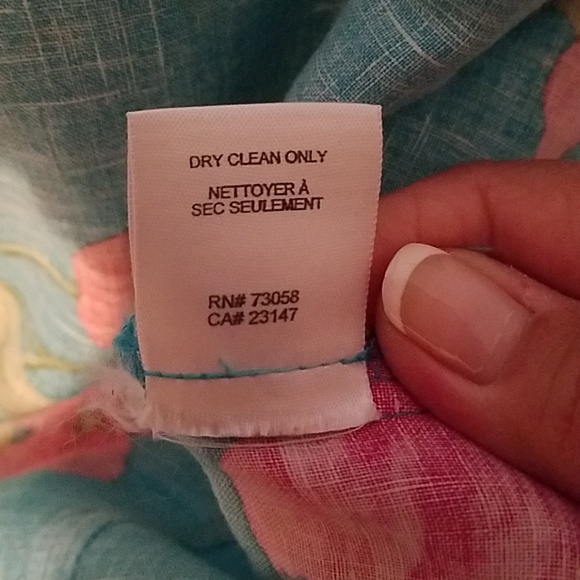 DRY CLEAN ONLY
NETTOYER À
SEC SEULEMENT
RN# 73058
CA# 23147